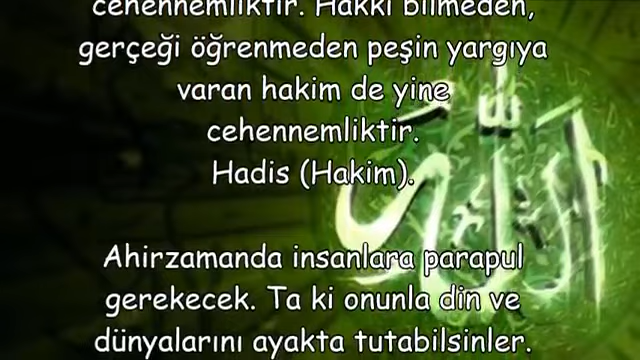 cehennemliktir. Hakkı bilmeden,
gerçeği öğrenmeden peşin yargıya
varan hakim de yine
cehennemliktir.
Hadis (Hakim).
Ahirzamanda insanlara parapul
gerekecek. Ta ki onunla din ve
dünyalarını ayakta tutabilsinler.
الله